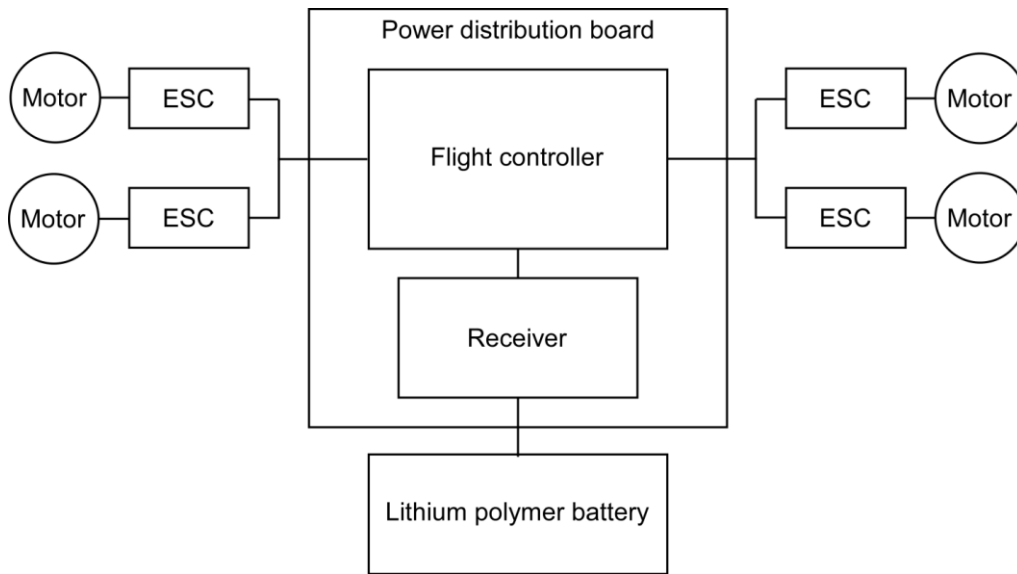 Power distribution board
Motor
ESC
ESC
Motor
Flight controller
Motor
ESC
ESC
Motor
Receiver
Lithium polymer battery